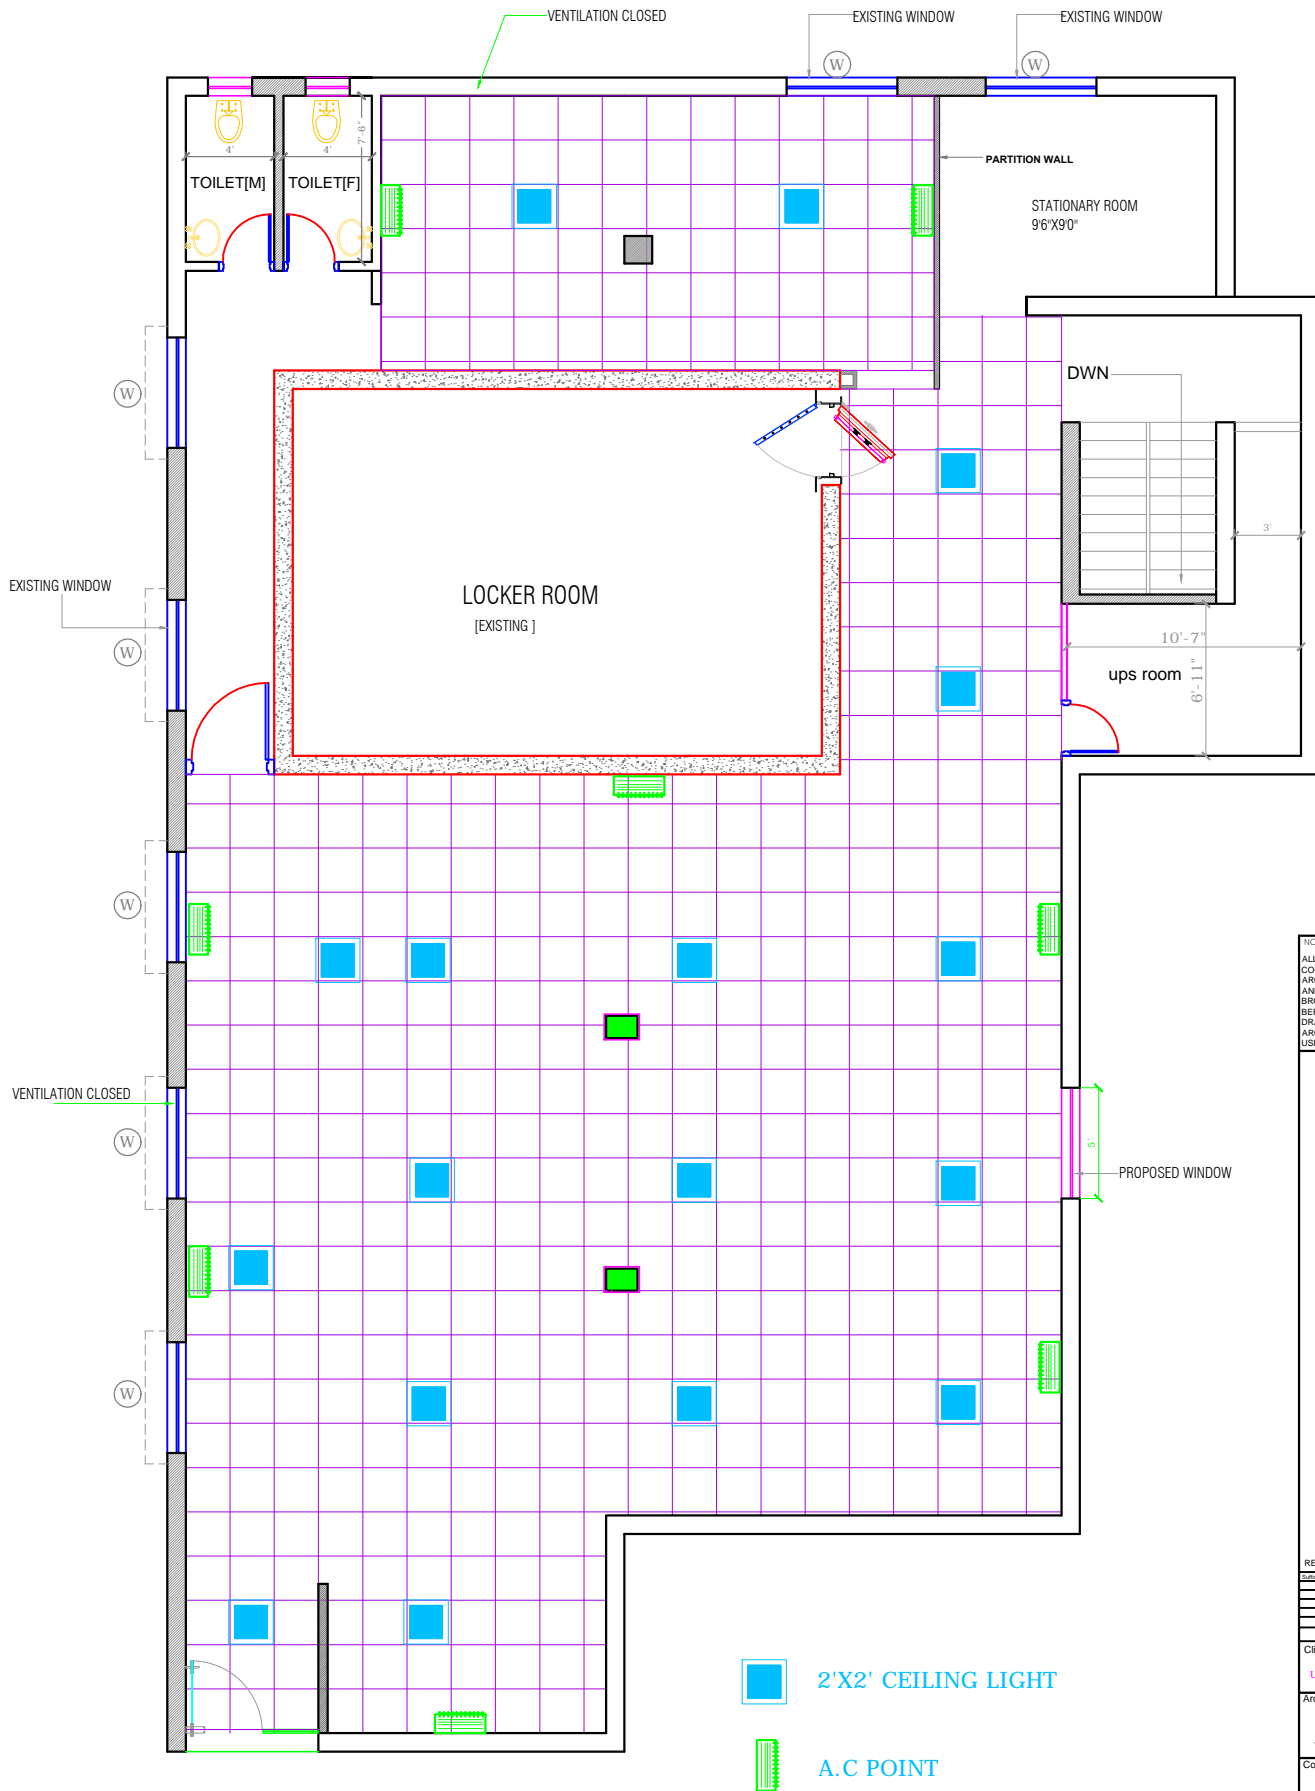 VENTILATION CLOSED
EXISTING WINDOW
EXISTING WINDOW
W
W
7'-6"
4'
4'
TOILET[M]
TOILET[F]
PARTITION WALL
STATIONARY ROOM
9'6"X9'0"
W
DWN
3'
EXISTING WINDOW
LOCKER ROOM
[EXISTING ]
W
10'-7"
ups room
6'-11"
W
VENTILATION CLOSED
W
5'
PROPOSED WINDOW
W
2'X2' CEILING LIGHT
A.C POINT